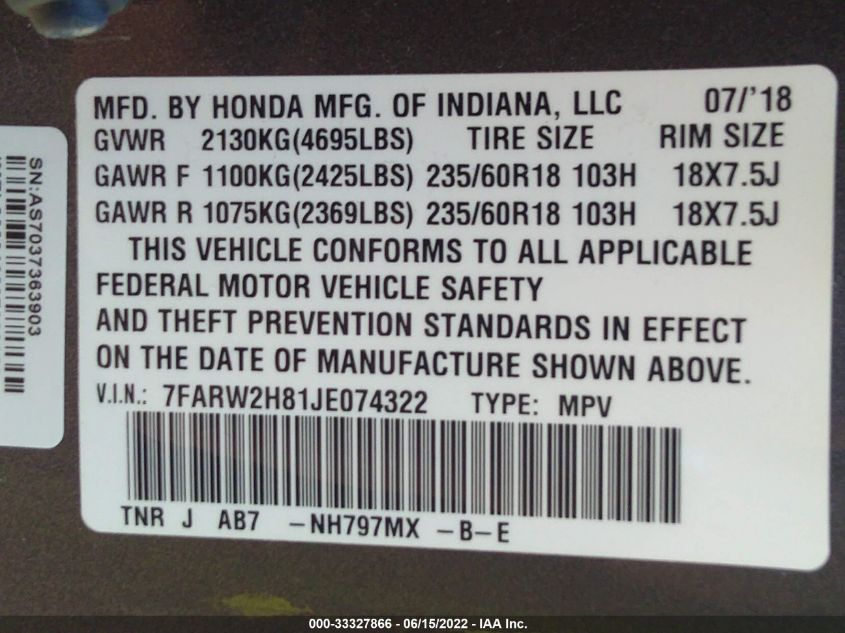 MFD. BY HONDA MFG. OF INDIANA, LLC 07/'18
GVWR 2130KG(4695LBS) TIRE SIZE RIM SIZE
GAWR F 1100KG(2425LBS) 235/60R18 103H 18X7.5J
GAWR R 1075KG(2369LBS) 235/60R18 103H 18X7.5J
THIS VEHICLE CONFORMS TO ALL APPLICABLE
FEDERAL MOTOR VEHICLE SAFETY
AND THEFT PREVENTION STANDARDS IN EFFECT
ON THE DATE OF MANUFACTURE SHOWN ABOVE.
V.I.N.: 7FARW2H81JE074322 TYPE: MPV
TNR J AB7 -NH797MX -B-E
SN:AS7037363903
000-33327866 - 06/15/2022 - IAA Inc.